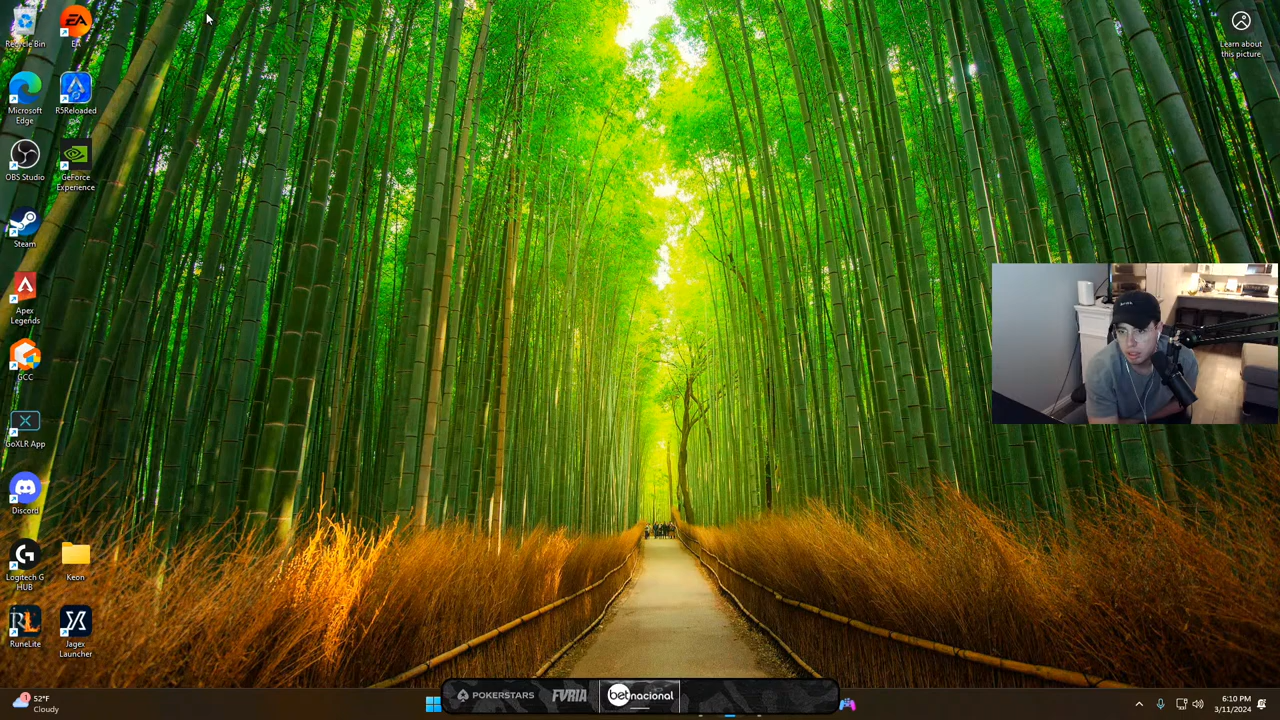 Recycle Bin
EA
EA
Learn about
this picture
Microsoft
Edge
R5Reloaded
OBS Studio
GeForce
Experience
Steam
Apex
Legends
GCC
GoXLR App
Discord
Logitech G
HUB
Keon
RuneLite
Jagex
Launcher
1
52°F
Cloudy
POKERSTARS
FVRIA
betnacional
6:10 PM
3/11/2024